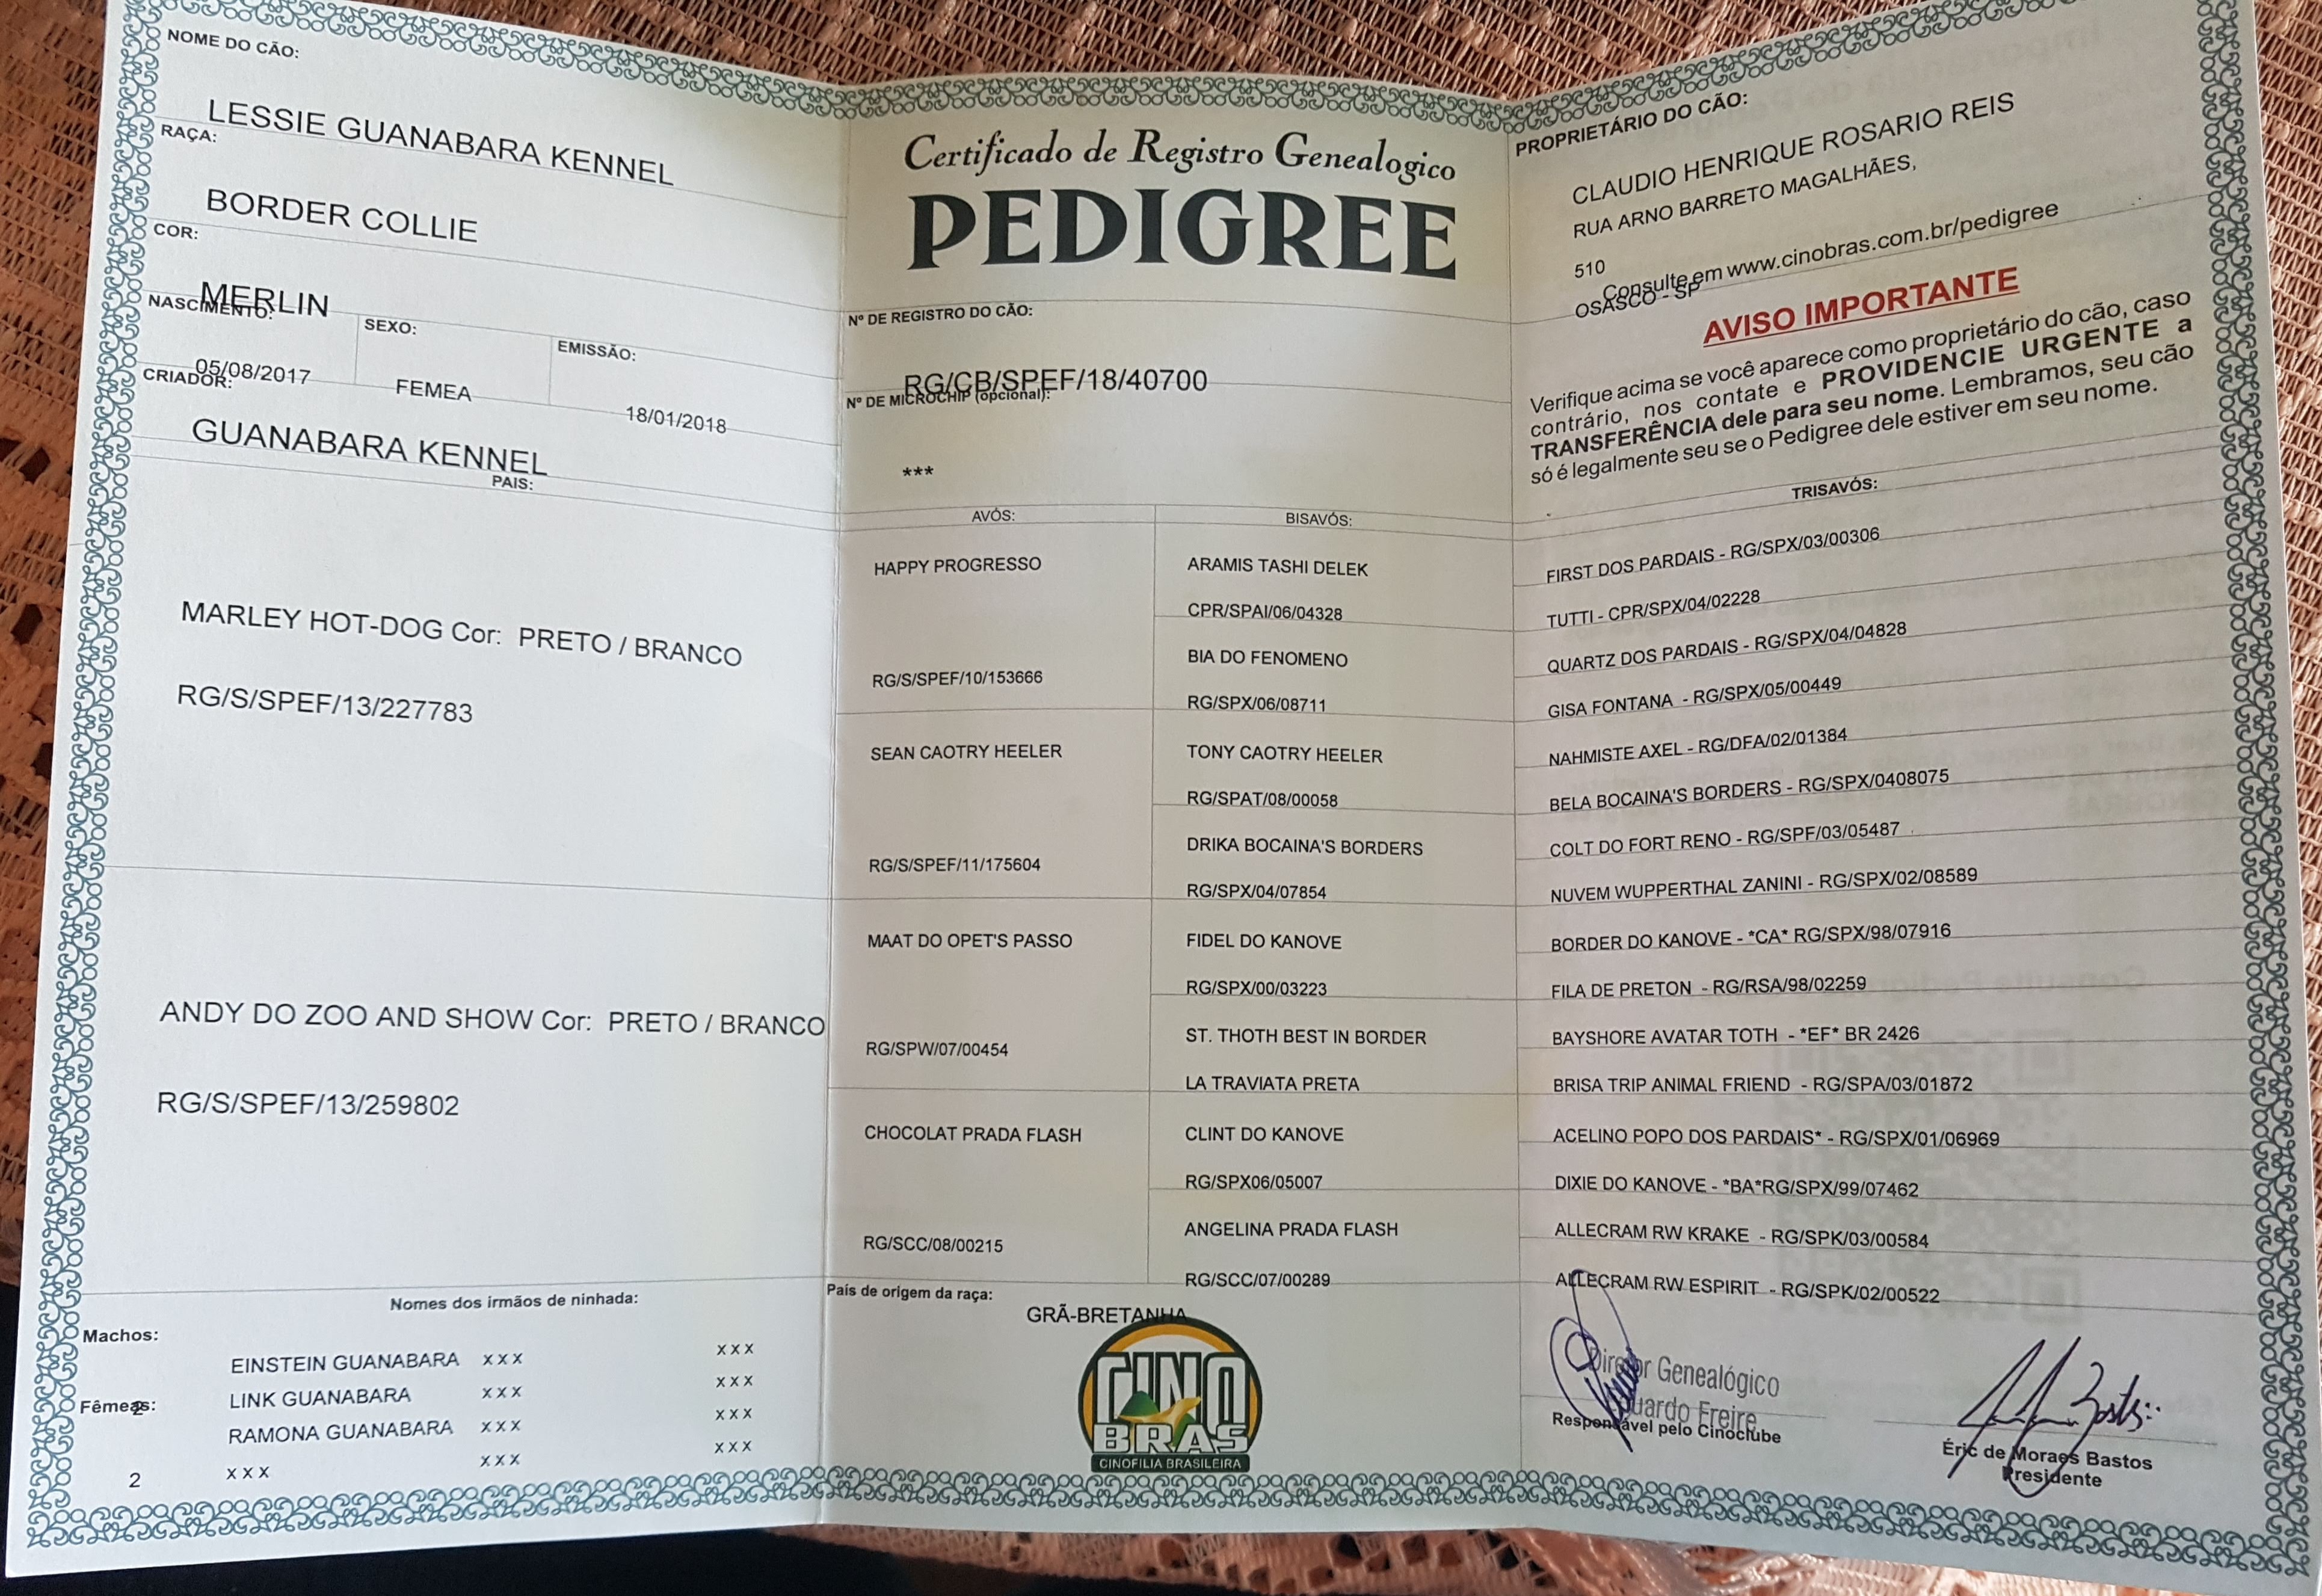 NOME DO CÃO:
LESSIE GUANABARA KENNEL
RAÇA:
BORDER COLLIE
COR:
MERLIN
NASCIMENTO:
05/08/2017
SEXO:
FEMEA
EMISSÃO:
18/01/2018
CRIADOR:
GUANABARA KENNEL
PAIS:
MARLEY HOT-DOG Cor: PRETO / BRANCO
RG/S/SPEF/13/227783
ANDY DO ZOO AND SHOW Cor: PRETO / BRANCO
RG/S/SPEF/13/259802
Nomes dos irmãos de ninhada:
Machos:
2
Fêmeas:
2
EINSTEIN GUANABARA XXX XXX
LINK GUANABARA XXX XXX
RAMONA GUANABARA XXX XXX
XXX XXX XXX
Certificado de Registro Genealogico
PEDIGREE
Nº DE REGISTRO DO CÃO:
RG/CB/SPEF/18/40700
Nº DE MICROCHIP (opcional):
***
AVÓS:
HAPPY PROGRESSO
RG/S/SPEF/10/153666
SEAN CAOTRY HEELER
RG/S/SPEF/11/175604
MAAT DO OPET'S PASSO
RG/SPW/07/00454
CHOCOLAT PRADA FLASH
RG/SCC/08/00215
BISAVÓS:
ARAMIS TASHI DELEK
CPR/SPAI/06/04328
BIA DO FENOMENO
RG/SPX/06/08711
TONY CAOTRY HEELER
RG/SPAT/08/00058
DRIKA BOCAINA'S BORDERS
RG/SPX/04/07854
FIDEL DO KANOVE
RG/SPX/00/03223
ST. THOTH BEST IN BORDER
LA TRAVIATA PRETA
CLINT DO KANOVE
RG/SPX06/05007
ANGELINA PRADA FLASH
RG/SCC/07/00289
País de origem da raça:
GRÃ-BRETANHA
CINO
BRAS
CINOFILIA BRASILEIRA
PROPRIETÁRIO DO CÃO:
CLAUDIO HENRIQUE ROSARIO REIS
RUA ARNO BARRETO MAGALHÃES,
510
OSASCO - SP
Consulte em www.cinobras.com.br/pedigree
AVISO IMPORTANTE
Verifique acima se você aparece como proprietário do cão, caso
contrário, nos contate e PROVIDENCIE URGENTE a
TRANSFERÊNCIA dele para seu nome. Lembramos, seu cão
só é legalmente seu se o Pedigree dele estiver em seu nome.
TRISAVÓS:
FIRST DOS PARDAIS - RG/SPX/03/00306
TUTTI - CPR/SPX/04/02228
QUARTZ DOS PARDAIS - RG/SPX/04/04828
GISA FONTANA - RG/SPX/05/00449
NAHMISTE AXEL - RG/DFA/02/01384
BELA BOCAINA'S BORDERS - RG/SPX/0408075
COLT DO FORT RENO - RG/SPF/03/05487
NUVEM WUPPERTHAL ZANINI - RG/SPX/02/08589
BORDER DO KANOVE - *CA* RG/SPX/98/07916
FILA DE PRETON - RG/RSA/98/02259
BAYSHORE AVATAR TOTH - *EF* BR 2426
BRISA TRIP ANIMAL FRIEND - RG/SPA/03/01872
ACELINO POPO DOS PARDAIS* - RG/SPX/01/06969
DIXIE DO KANOVE - *BA*RG/SPX/99/07462
ALLECRAM RW KRAKE - RG/SPK/03/00584
ALLECRAM RW ESPIRIT - RG/SPK/02/00522
Diretor Genealógico
Eduardo Freire
Responsável pelo Cinoclube
Éric de Moraes Bastos
Presidente